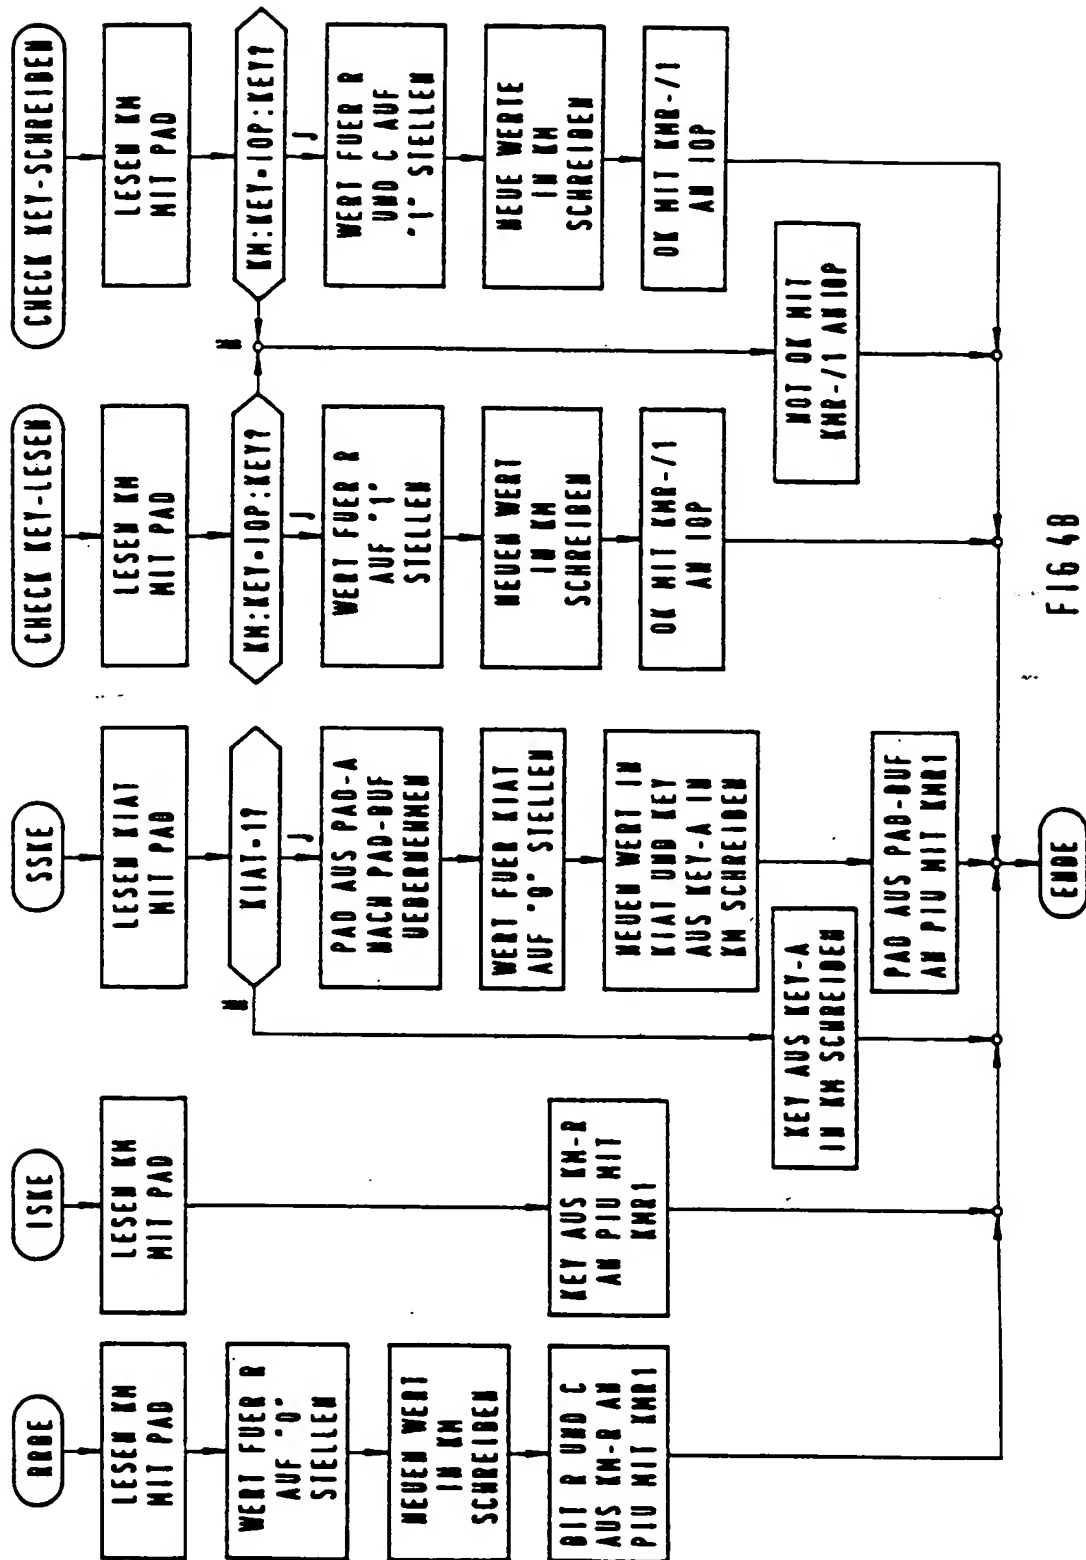 RRBE
LESEN KM
MIT PAD
WERT FUER R
AUF "0"
STELLEN
NEUEN WERT
IN KM
SCHREIBEN
BIT R UND C
AUS KM-R AN
PIU MIT KMR1
ISKE
LESEN KM
MIT PAD
KEY AUS KM-R
AN PIU MIT
KMR1
SSKE
LESEN KIAT
MIT PAD
KIAT=1?
N
J
PAD AUS PAD-A
NACH PAD-BUF
UEBERNEHMEN
WERT FUER KIAT
AUF "0" STELLEN
NEUEN WERT IN
KIAT UND KEY
AUS KEY-A IN
KM SCHREIBEN
KEY AUS KEY-A
IN KM SCHREIBEN
PAD AUS PAD-BUF
AN PIU MIT KMR1
CHECK KEY-LESEN
LESEN KM
MIT PAD
KM:KEY=IOP:KEY?
N
J
WERT FUER R
AUF "1"
STELLEN
NEUEN WERT
IN KM
SCHREIBEN
OK MIT KMR-/1
AN IOP
CHECK KEY-SCHREIBEN
LESEN KM
MIT PAD
KM:KEY=IOP:KEY?
J
WERT FUER R
UND C AUF
"1" STELLEN
NEUE WERTE
IN KM
SCHREIBEN
OK MIT KMR-/1
AN IOP
NOT OK MIT
KMR-/1 AN IOP
ENDE
FIG 4B